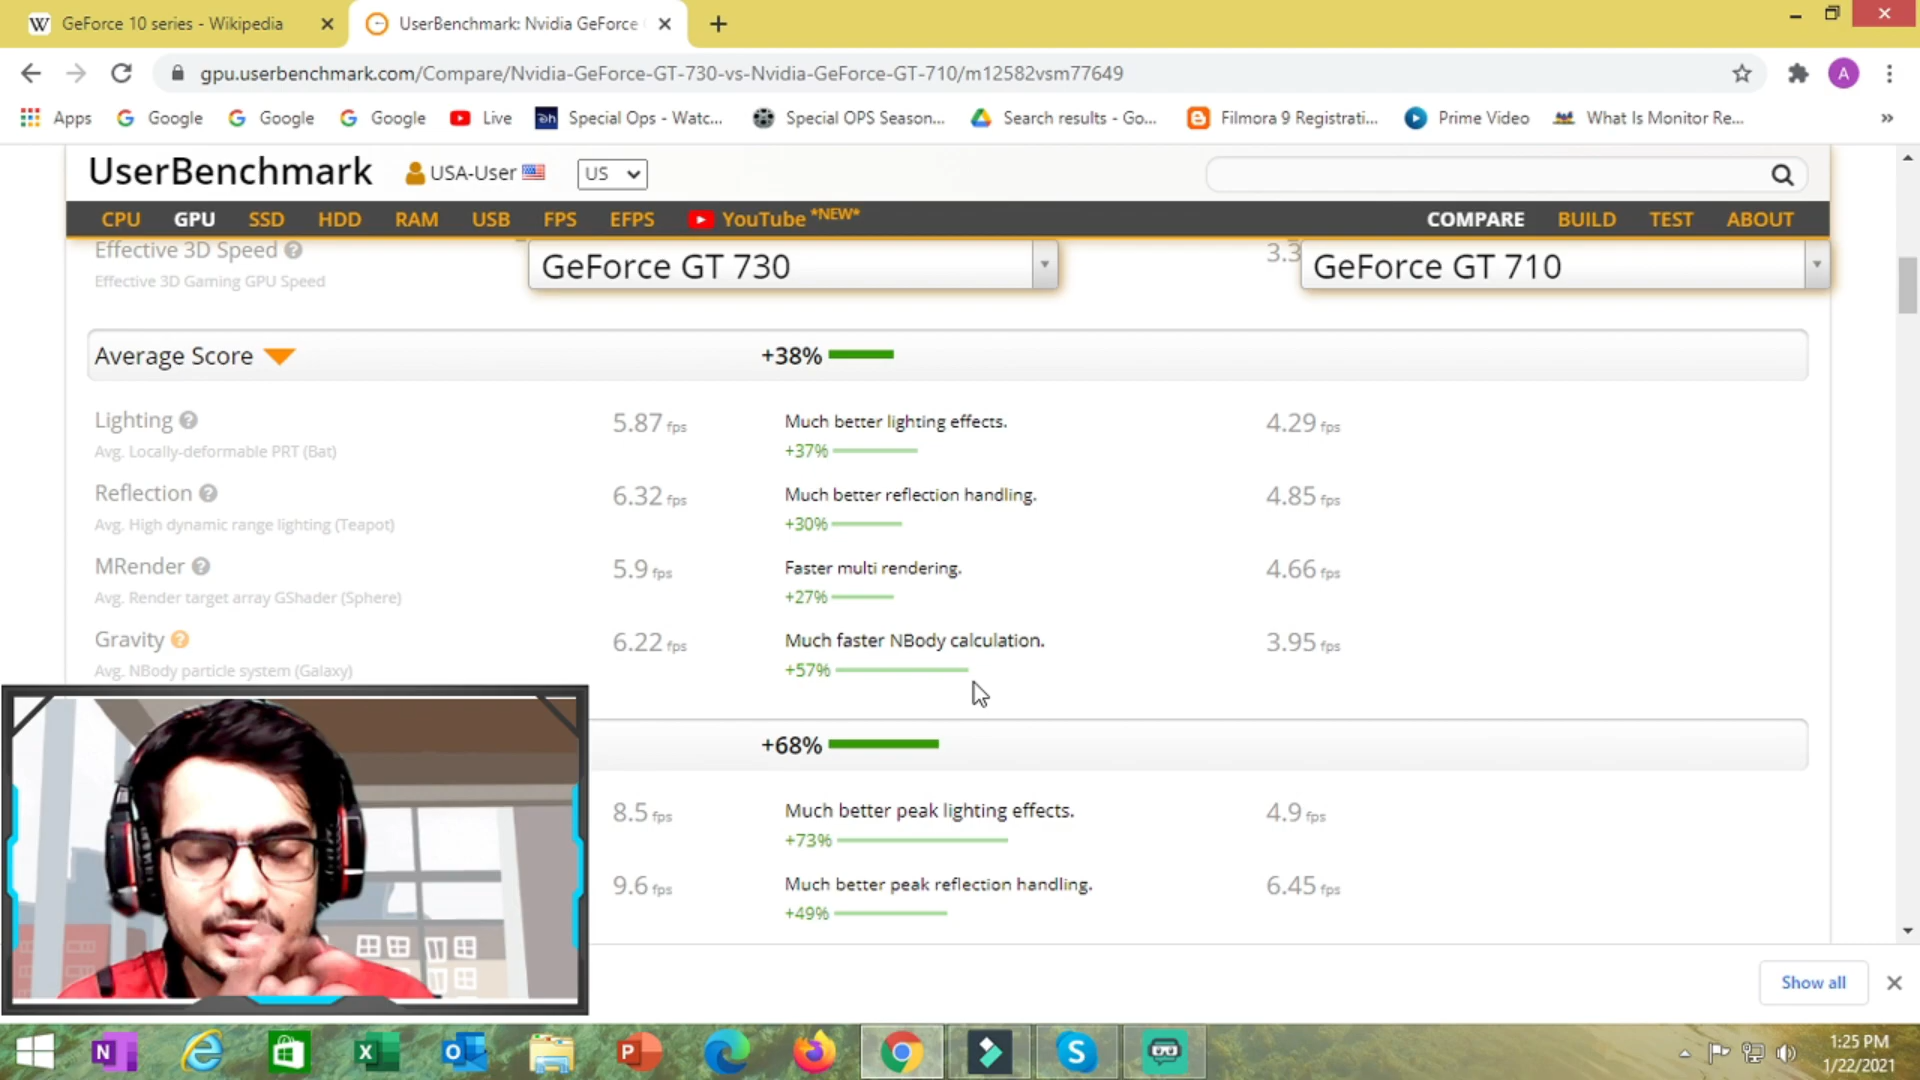 GeForce 10 series - Wikipedia
UserBenchmark: Nvidia GeForce
gpu.userbenchmark.com/Compare/Nvidia-GeForce-GT-730-vs-Nvidia-GeForce-GT-710/m12582vsm77649
A
Apps Google Google Google Live Special Ops - Watc... Special OPS Season... Search results - Go... Filmora 9 Registrati... Prime Video What Is Monitor Re... »
UserBenchmark USA-User US
CPU GPU SSD HDD RAM USB FPS EFPS YouTube *NEW* COMPARE BUILD TEST ABOUT
Effective 3D Speed 3.3
GeForce GT 730 GeForce GT 710
Effective 3D Gaming GPU Speed
Average Score +38%
Lighting 5.87 fps Much better lighting effects. 4.29 fps
Avg. Locally-deformable PRT (Bat) +37%
Reflection 6.32 fps Much better reflection handling. 4.85 fps
Avg. High dynamic range lighting (Teapot) +30%
MRender 5.9 fps Faster multi rendering. 4.66 fps
Avg. Render target array GShader (Sphere) +27%
Gravity 6.22 fps Much faster NBody calculation. 3.95 fps
Avg. NBody particle system (Galaxy) +57%
+68%
8.5 fps Much better peak lighting effects. 4.9 fps
+73%
9.6 fps Much better peak reflection handling. 6.45 fps
+49%
Show all
1:25 PM
1/22/2021